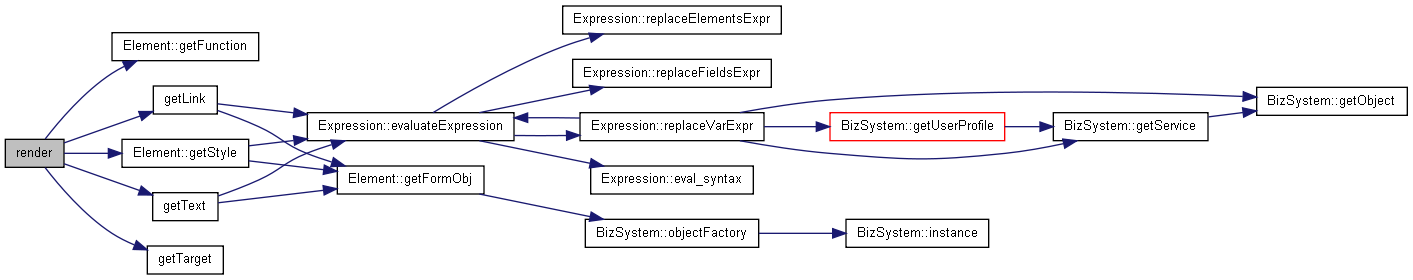 render
Element::getFunction
getLink
Element::getStyle
getText
getTarget
Expression::evaluateExpression
Element::getFormObj
Expression::replaceElementsExpr
Expression::replaceFieldsExpr
Expression::replaceVarExpr
Expression::eval_syntax
BizSystem::objectFactory
BizSystem::getUserProfile
BizSystem::instance
BizSystem::getService
BizSystem::getObject